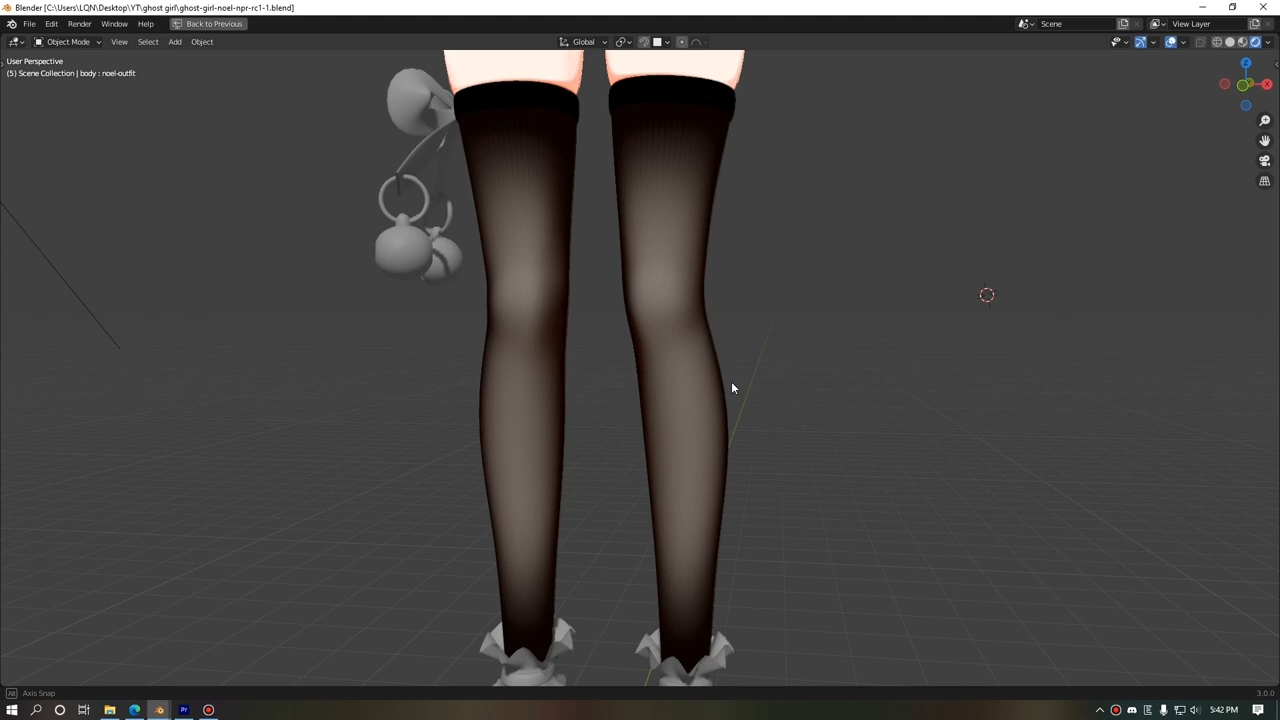 Blender [C:\Users\LQN\Desktop\YT\ghost girl\ghost-girl-noel-npr-rc1-1.blend]
File Edit Render Window Help Back to Previous Scene View Layer
Object Mode View Select Add Object Global
User Perspective
(5) Scene Collection | body : noel-outfit
Z
X
Axis Snap 3.0.0
5:42 PM